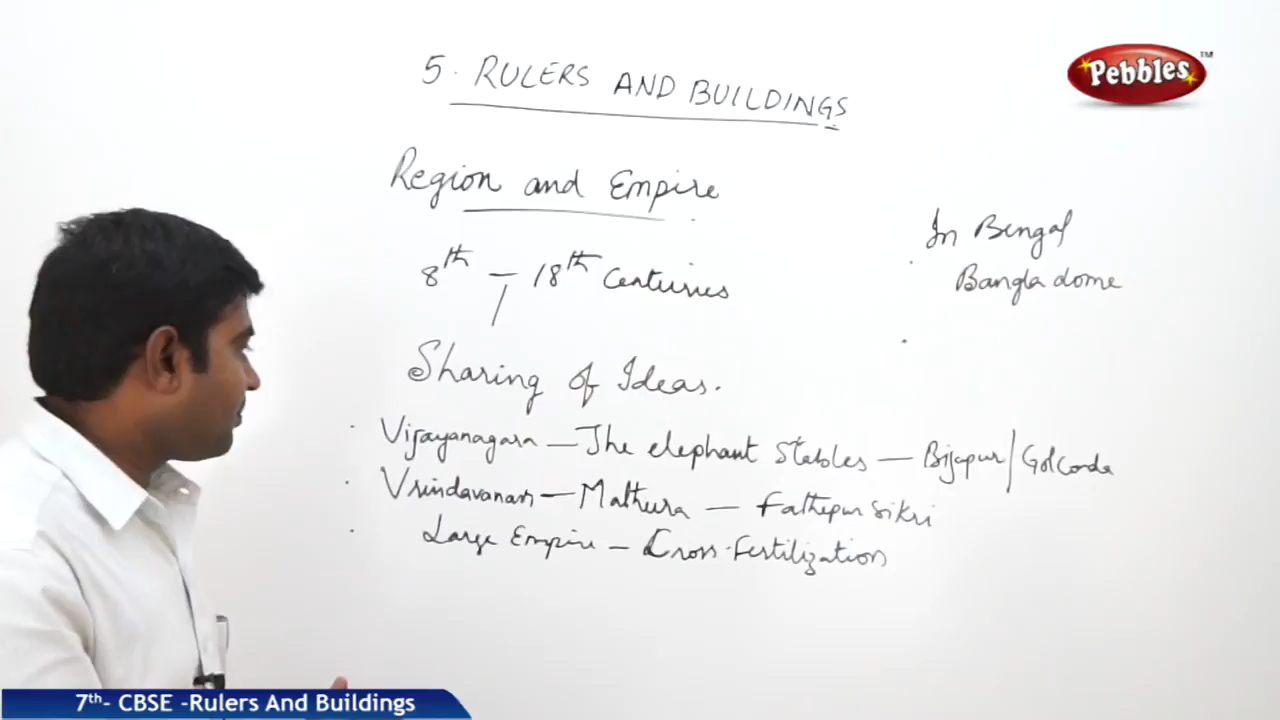 5. RULERS AND BUILDINGS
Pebbles™
Region and Empire
8th – 18th Centuries
In Bengal
Bangla dome
Sharing of Ideas.
Vijayanagara — The elephant Stables — Bijapur / Golconda
Vrindavanam — Mathura — Fathepur Sikri
Large Empire — Cross-Fertilization
7th- CBSE -Rulers And Buildings